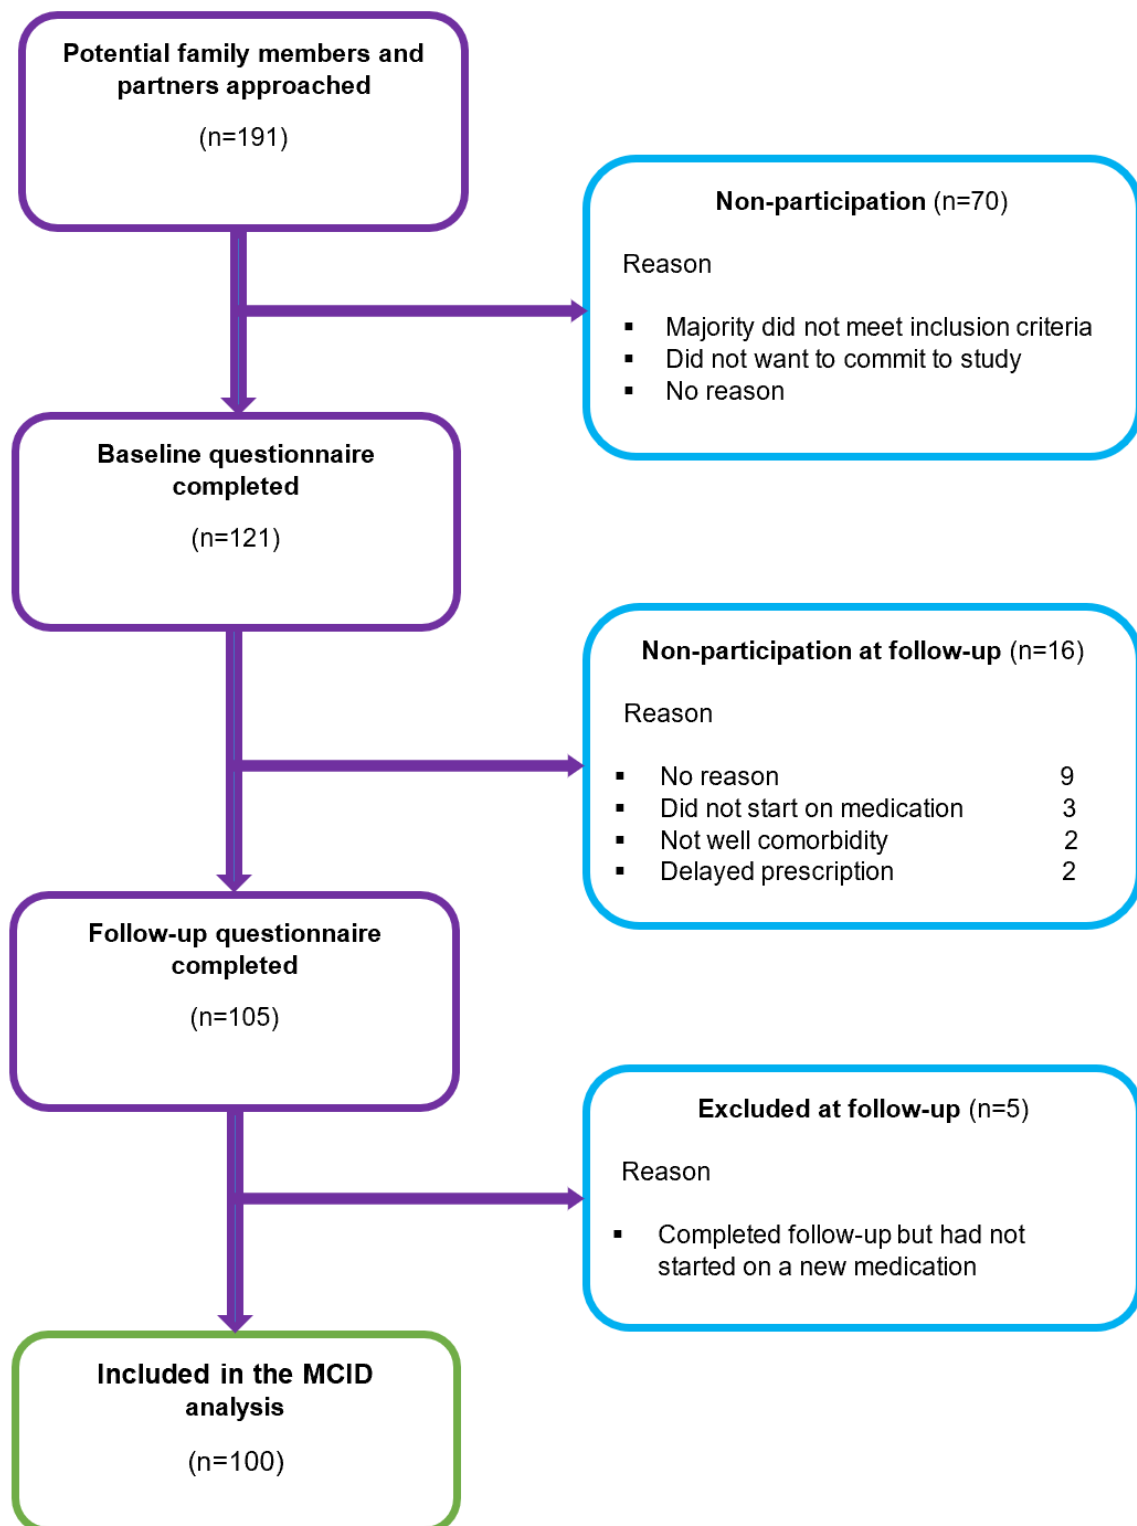 Potential family members and
partners approached
(n=191)
Non-participation (n=70)
Reason
▪ Majority did not meet inclusion criteria
▪ Did not want to commit to study
▪ No reason
Baseline questionnaire
completed
(n=121)
Non-participation at follow-up (n=16)
Reason
▪ No reason 9
▪ Did not start on medication 3
▪ Not well comorbidity 2
▪ Delayed prescription 2
Follow-up questionnaire
completed
(n=105)
Excluded at follow-up (n=5)
Reason
▪ Completed follow-up but had not
started on a new medication
Included in the MCID
analysis
(n=100)